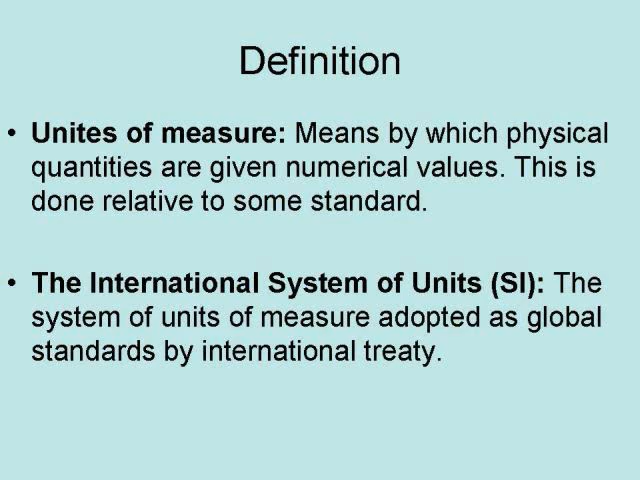 Definition
• Unites of measure: Means by which physical
quantities are given numerical values. This is
done relative to some standard.
• The International System of Units (SI): The
system of units of measure adopted as global
standards by international treaty.